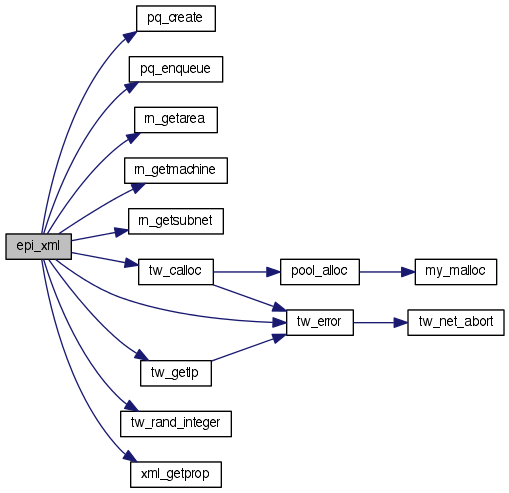 pq_create
pq_enqueue
rn_getarea
rn_getmachine
rn_getsubnet
epi_xml
tw_calloc
pool_alloc
my_malloc
tw_error
tw_net_abort
tw_getlp
tw_rand_integer
xml_getprop